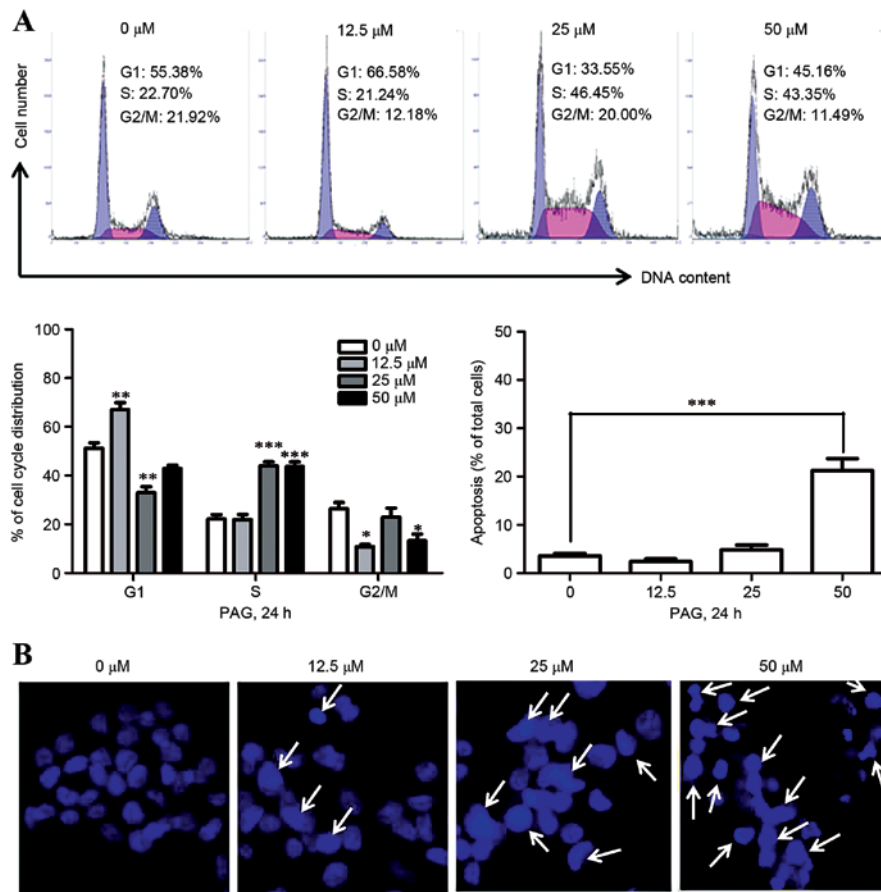 A
0 μM
12.5 μM
25 μM
50 μM
G1: 55.38%
S: 22.70%
G2/M: 21.92%
G1: 66.58%
S: 21.24%
G2/M: 12.18%
G1: 33.55%
S: 46.45%
G2/M: 20.00%
G1: 45.16%
S: 43.35%
G2/M: 11.49%
Cell number
DNA content
% of cell cycle distribution
100
80
60
40
20
0
0 μM
12.5 μM
25 μM
50 μM
** ** *** *** * *
G1 S G2/M
PAG, 24 h
Apoptosis (% of total cells)
50
40
30
20
10
0
***
0 12.5 25 50
PAG, 24 h
B
0 μM
12.5 μM
25 μM
50 μM